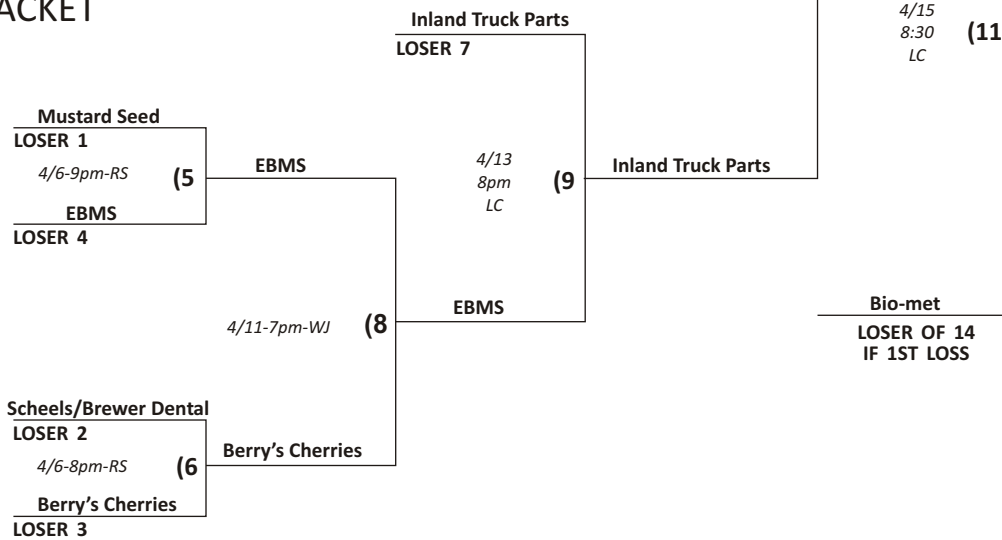 ACKET
Inland Truck Parts
LOSER 7
4/15
8:30
LC
(11
Mustard Seed
LOSER 1
4/6-9pm-RS
(5
EBMS
EBMS
LOSER 4
4/13
8pm
LC
(9
Inland Truck Parts
4/11-7pm-WJ
(8
EBMS
Bio-met
LOSER OF 14
IF 1ST LOSS
Scheels/Brewer Dental
LOSER 2
4/6-8pm-RS
(6
Berry’s Cherries
Berry’s Cherries
LOSER 3